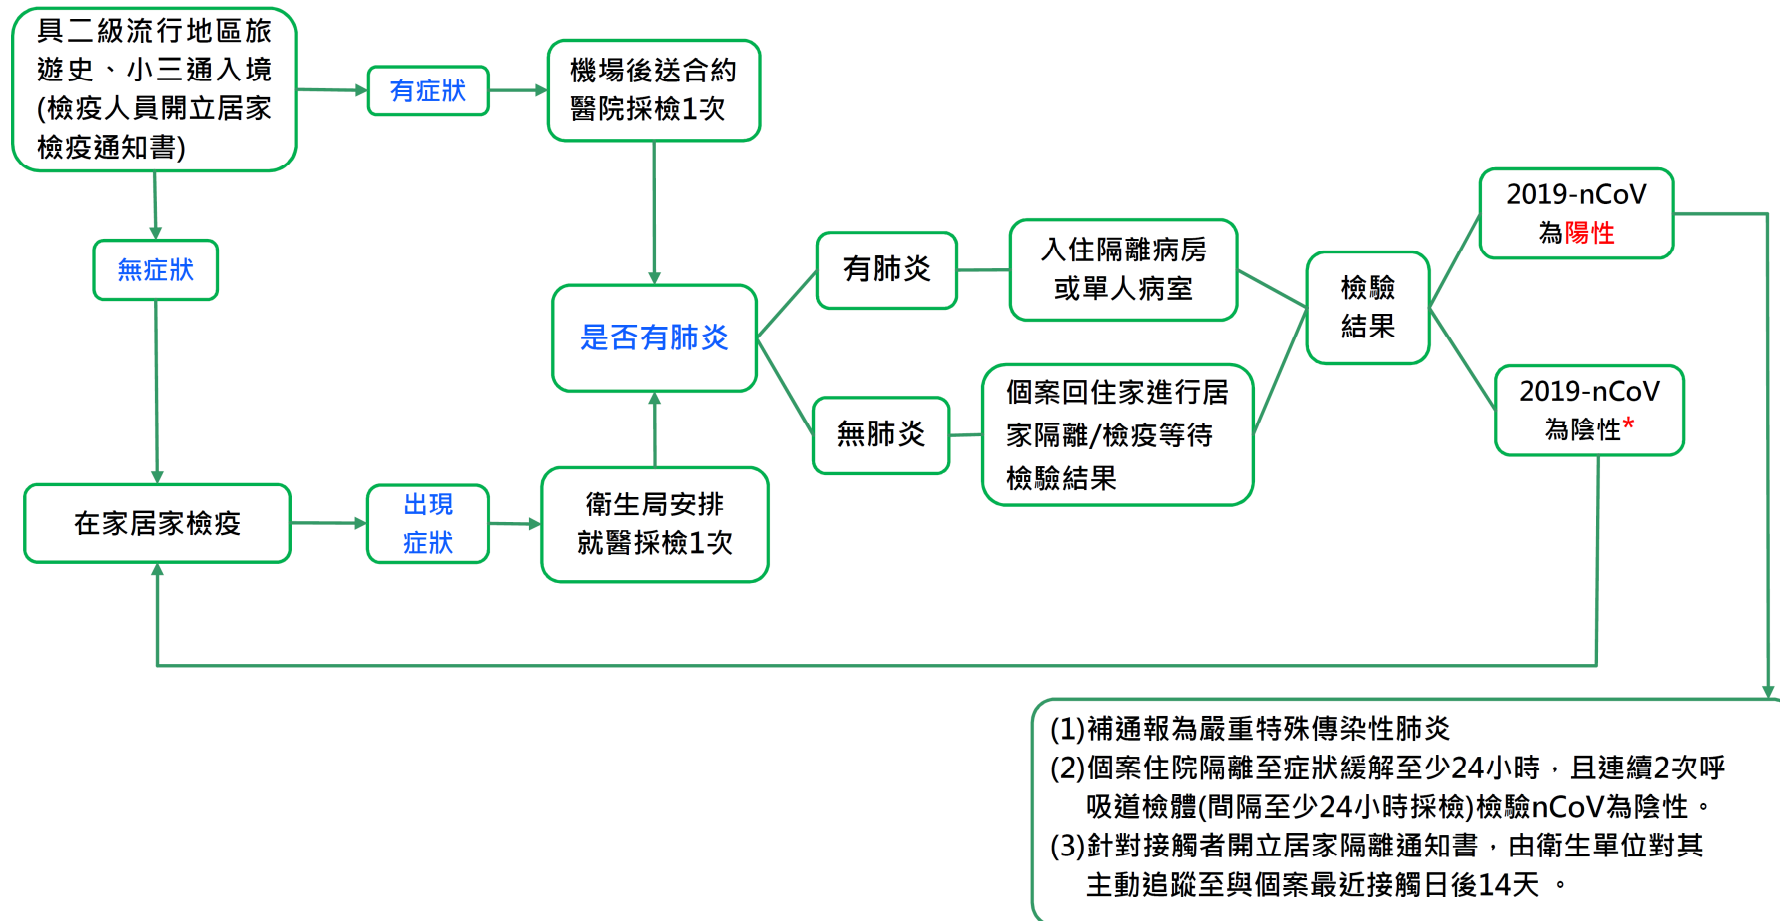 具二級流行地區旅
遊史、小三通入境
(檢疫人員開立居家
檢疫通知書)
有症狀
機場後送合約
醫院採檢1次
無症狀
在家居家檢疫
出現
症狀
衛生局安排
就醫採檢1次
是否有肺炎
有肺炎
入住隔離病房
或單人病室
無肺炎
個案回住家進行居
家隔離/檢疫等待
檢驗結果
檢驗
結果
2019-nCoV
為陽性
2019-nCoV
為陰性*
(1)補通報為嚴重特殊傳染性肺炎
(2)個案住院隔離至症狀緩解至少24小時，且連續2次呼
吸道檢體(間隔至少24小時採檢)檢驗nCoV為陰性。
(3)針對接觸者開立居家隔離通知書，由衛生單位對其
主動追蹤至與個案最近接觸日後14天 。